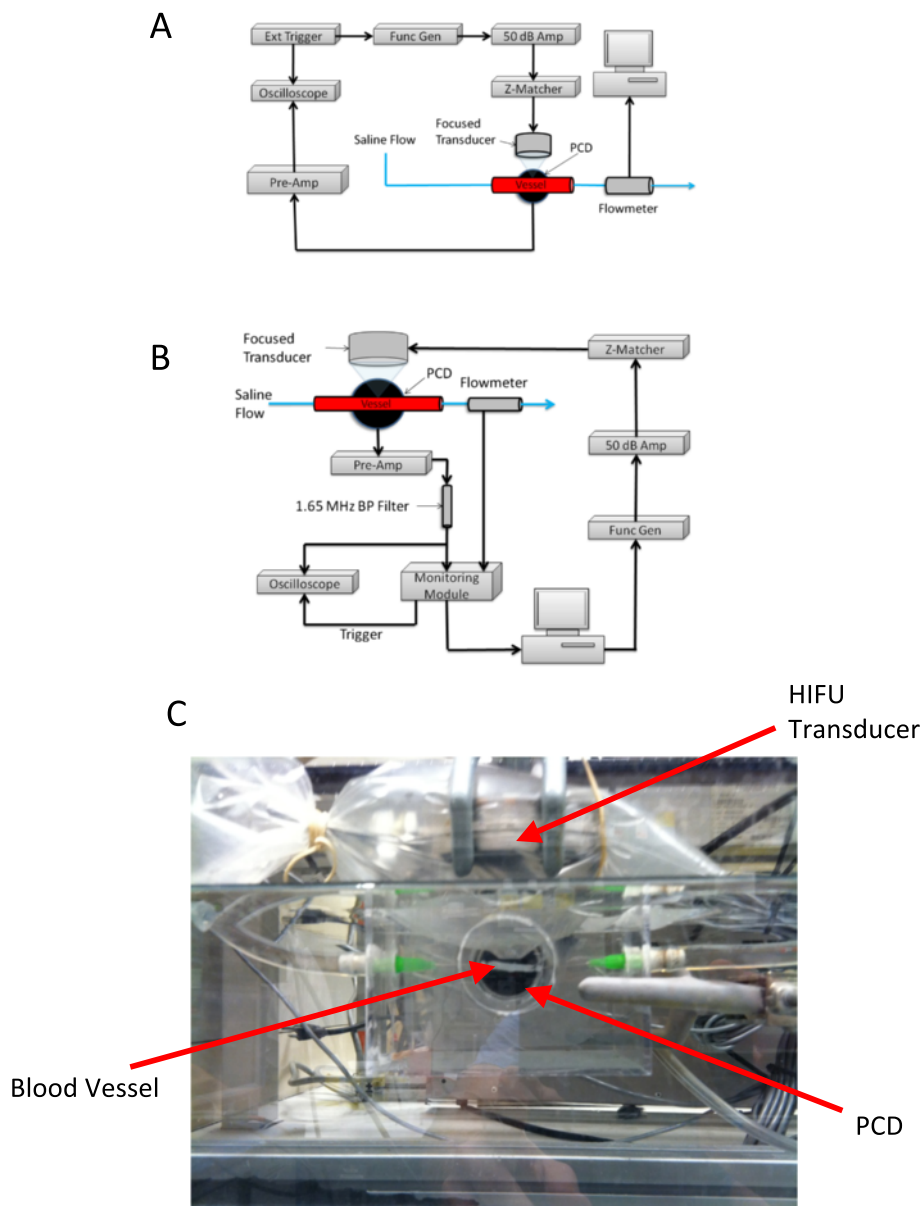 A
Ext Trigger
Func Gen
50 dB Amp
Oscilloscope
Z-Matcher
Focused
Transducer
Saline Flow
PCD
Pre-Amp
Vessel
Flowmeter
B
Focused
Transducer
Z-Matcher
PCD
Flowmeter
Saline
Flow
Vessel
50 dB Amp
Pre-Amp
1.65 MHz BP Filter
Func Gen
Oscilloscope
Monitoring
Module
Trigger
C
HIFU
Transducer
Blood Vessel
PCD